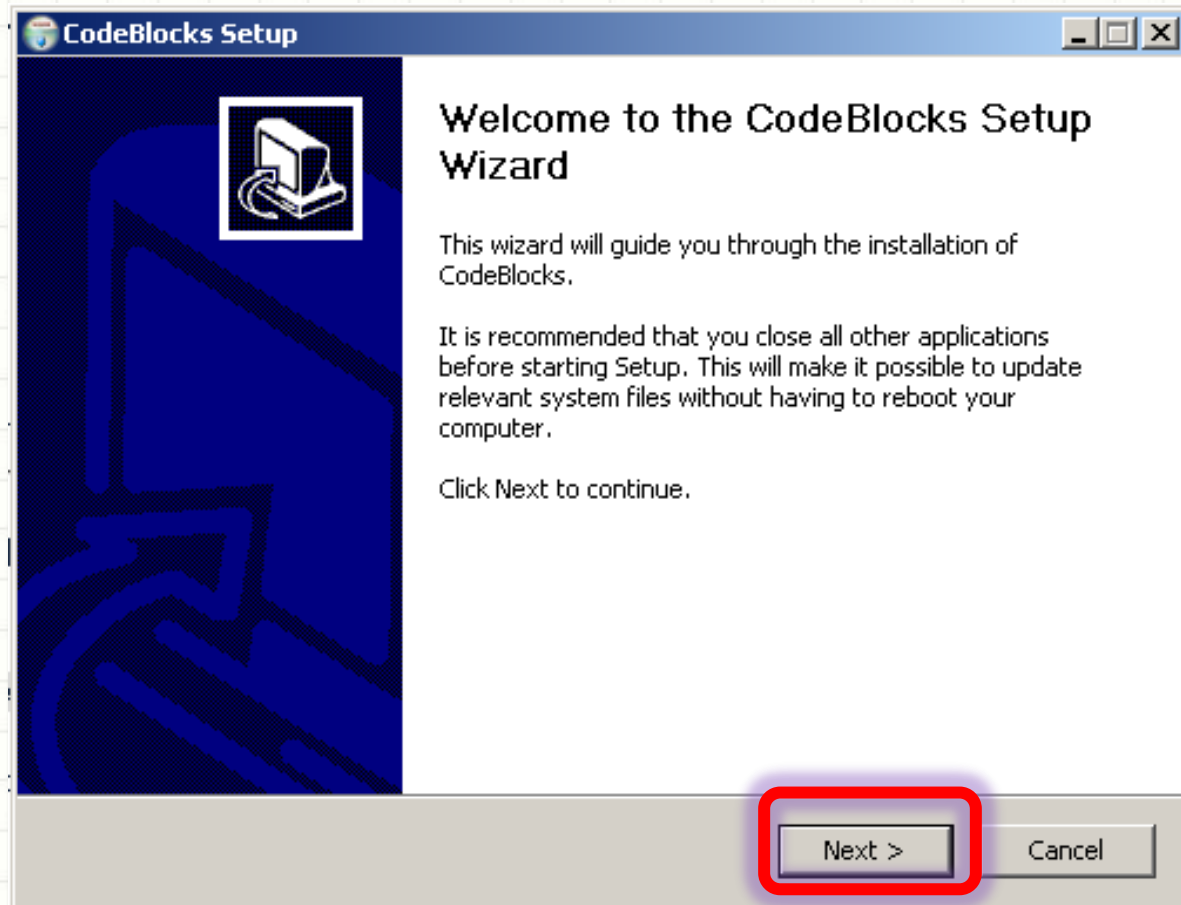 CodeBlocks Setup
Welcome to the CodeBlocks Setup
Wizard
This wizard will guide you through the installation of
CodeBlocks.
It is recommended that you close all other applications
before starting Setup. This will make it possible to update
relevant system files without having to reboot your
computer.
Click Next to continue.
Next >
Cancel